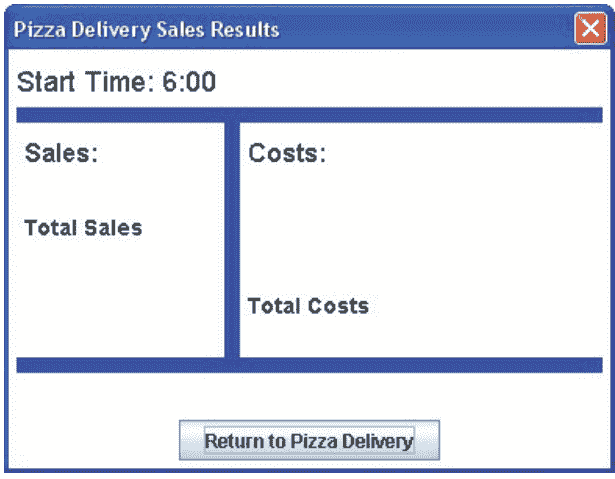 Pizza Delivery Sales Results
Start Time: 6:00
Sales:
Total Sales
Costs:
Total Costs
Return to Pizza Delivery